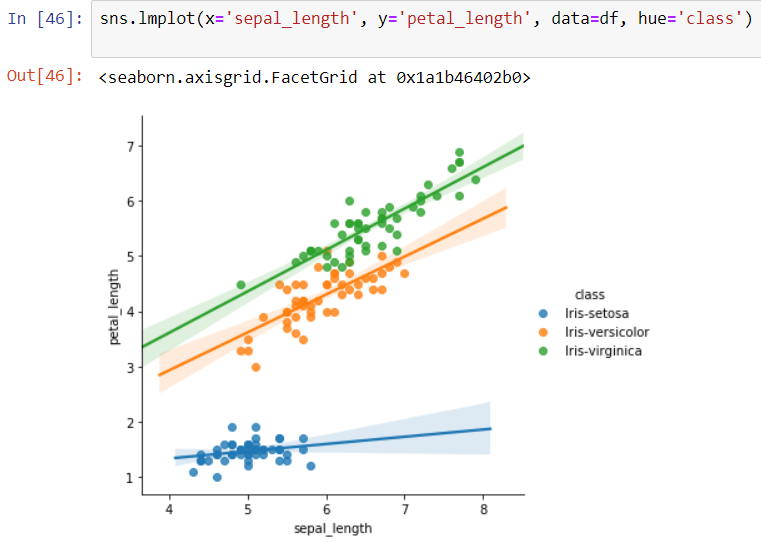 In [46]: sns.lmplot(x='sepal_length', y='petal_length', data=df, hue='class')
Out[46]: <seaborn.axisgrid.FacetGrid at 0x1a1b46402b0>
7
6
5
4
3
2
1
petal_length
4 5 6 7 8
sepal_length
class
Iris-setosa
Iris-versicolor
Iris-virginica